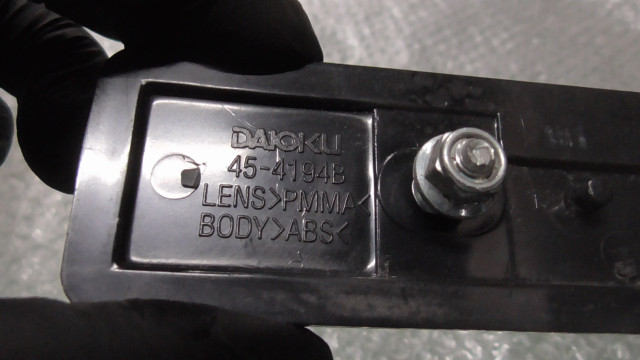 DAIOKU
45-4194B
LENS>PMMA<
BODY>ABS<